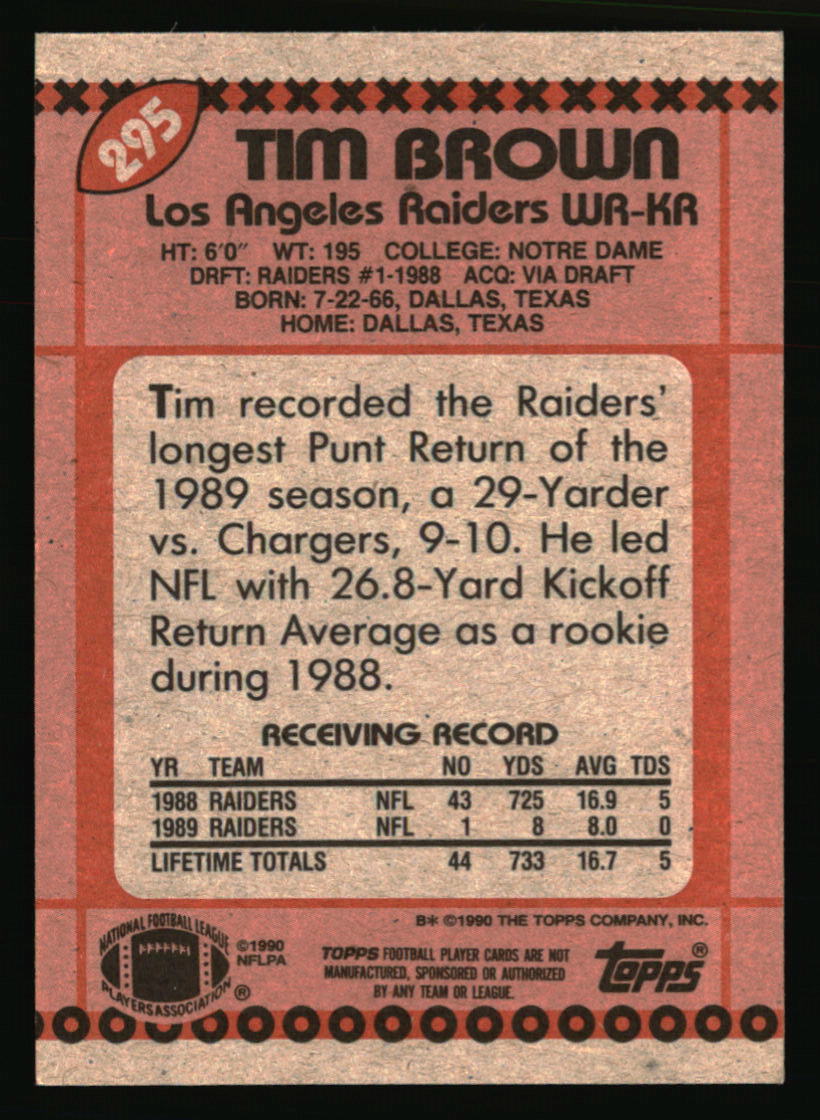 295
TIM BROWN
Los Angeles Raiders WR-KR
HT: 6'0" WT: 195 COLLEGE: NOTRE DAME
DRFT: RAIDERS #1-1988 ACQ: VIA DRAFT
BORN: 7-22-66, DALLAS, TEXAS
HOME: DALLAS, TEXAS
Tim recorded the Raiders'
longest Punt Return of the
1989 season, a 29-Yarder
vs. Chargers, 9-10. He led
NFL with 26.8-Yard Kickoff
Return Average as a rookie
during 1988.
RECEIVING RECORD
YR TEAM NO YDS AVG TDS
1988 RAIDERS NFL 43 725 16.9 5
1989 RAIDERS NFL 1 8 8.0 0
LIFETIME TOTALS 44 733 16.7 5
B* ©1990 THE TOPPS COMPANY, INC.
NATIONAL FOOTBALL LEAGUE
PLAYERS ASSOCIATION ®
©1990
NFLPA
TOPPS FOOTBALL PLAYER CARDS ARE NOT
MANUFACTURED, SPONSORED OR AUTHORIZED
BY ANY TEAM OR LEAGUE.
topps ®